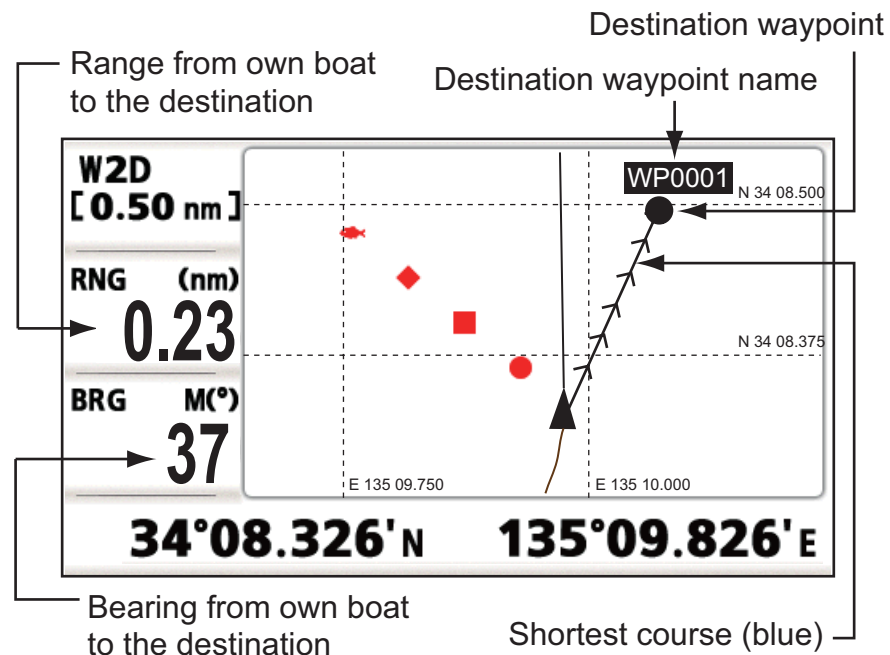 Destination waypoint
Range from own boat
to the destination
Destination waypoint name
W2D
[0.50 nm]
WP0001
N 34 08.500
RNG (nm)
0.23
N 34 08.375
BRG M(°)
37
E 135 09.750
E 135 10.000
34°08.326'N 135°09.826'E
Bearing from own boat
to the destination
Shortest course (blue)